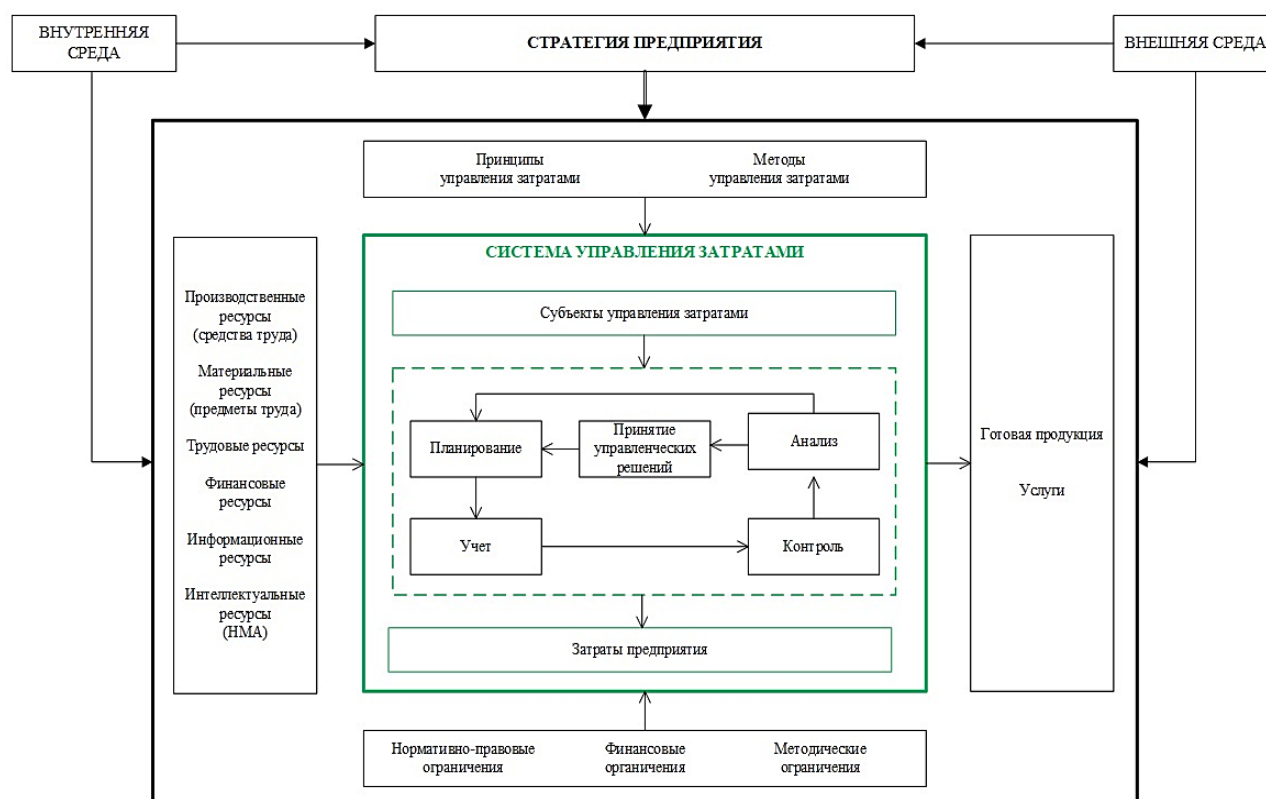 ВНУТРЕННЯЯ
СРЕДА
СТРАТЕГИЯ ПРЕДПРИЯТИЯ
ВНЕШНЯЯ СРЕДА
Принципы
управления затратами
Методы
управления затратами
Производственные
ресурсы
(средства труда)
Материальные
ресурсы
(предметы труда)
Трудовые ресурсы
Финансовые
ресурсы
Информационные
ресурсы
Интеллектуальные
ресурсы
(НМА)
СИСТЕМА УПРАВЛЕНИЯ ЗАТРАТАМИ
Субъекты управления затратами
Планирование
Принятие
управленческих
решений
Анализ
Учет
Контроль
Затраты предприятия
Готовая продукция
Услуги
Нормативно-правовые
ограничения
Финансовые
органичения
Методические
ограничения